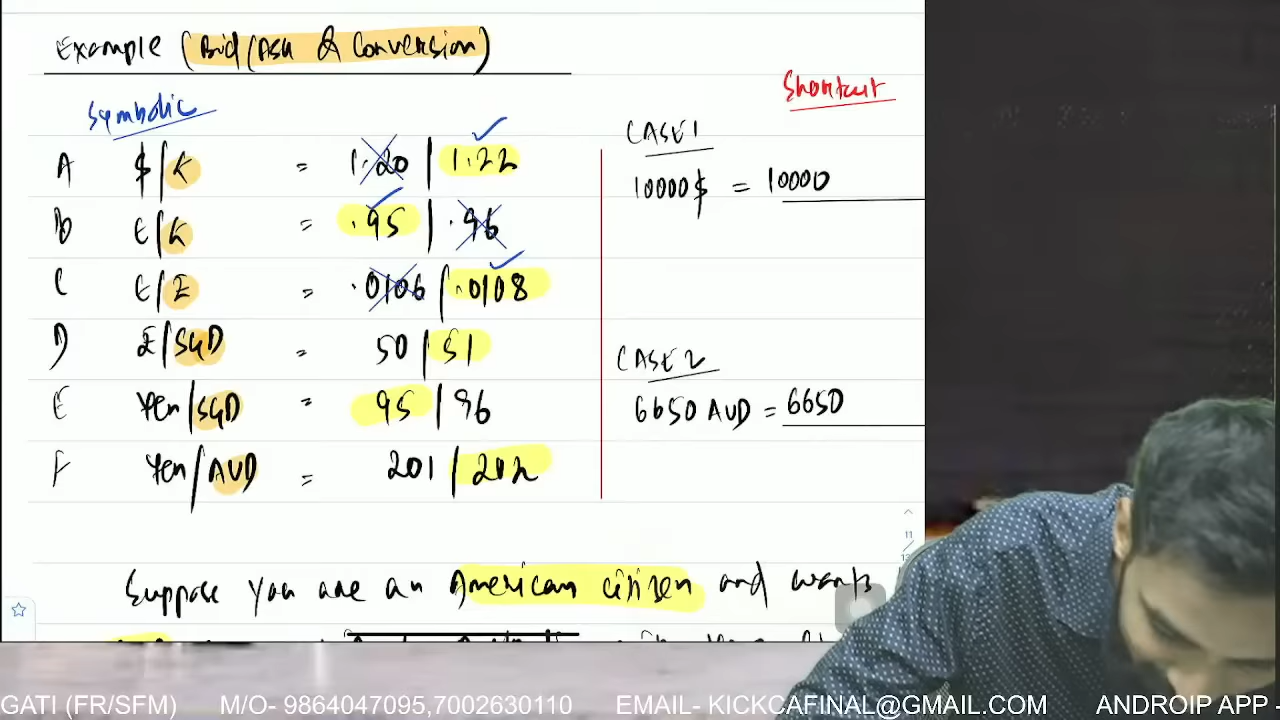 Example (Bid/Ask & Conversion)
Symbolic
Shortcut
A $/£ = 1.20 | 1.22
B €/£ = .95 | .96
C €/₹ = .0106 | .0108
D ₹/SGD = 50 | 51
E Yen/SGD = 95 | 96
F Yen/AUD = 201 | 202
CASE 1
10000$ = 10000
CASE 2
6650 AUD = 6650
Suppose you are an American citizen and wants
11
GATI (FR/SFM) M/O- 9864047095,7002630110 EMAIL- KICKCAFINAL@GMAIL.COM ANDROIP APP -